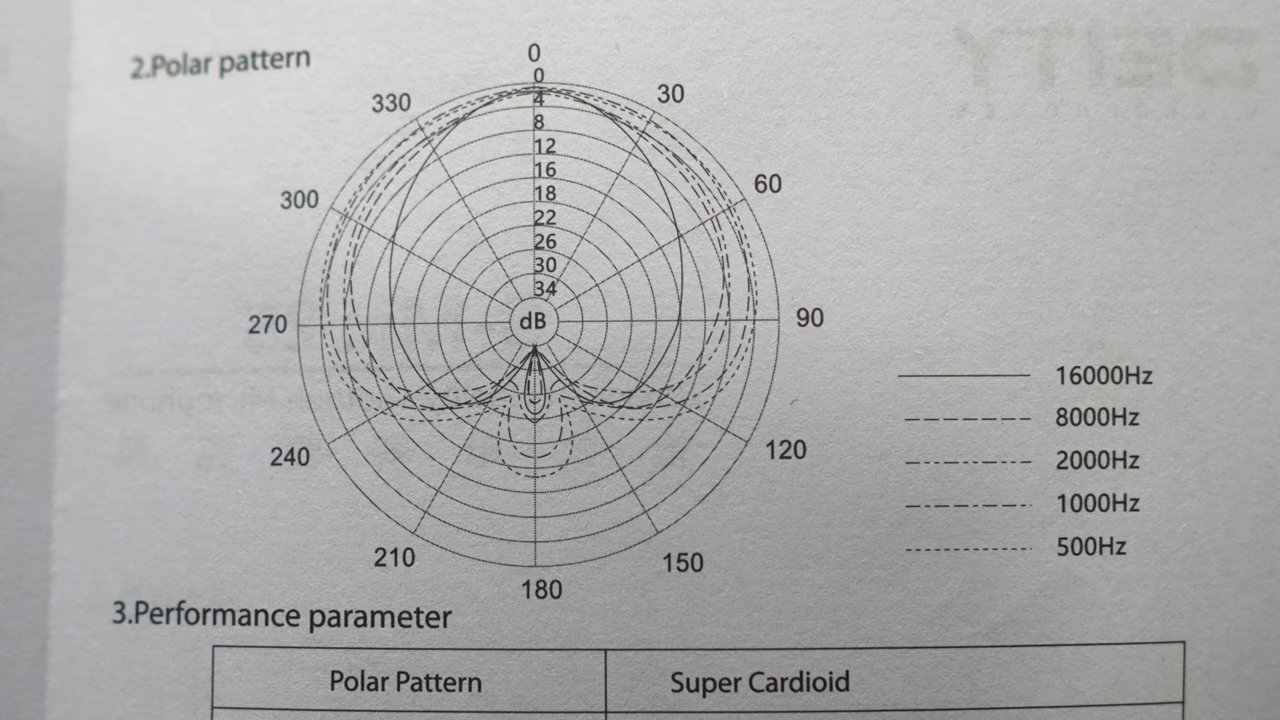 2.Polar pattern
0
0
330
30
4
8
12
16
300
60
18
22
26
30
34
270
dB
90
240
120
210
150
180
16000Hz
8000Hz
2000Hz
1000Hz
500Hz
3.Performance parameter
Polar Pattern
Super Cardioid